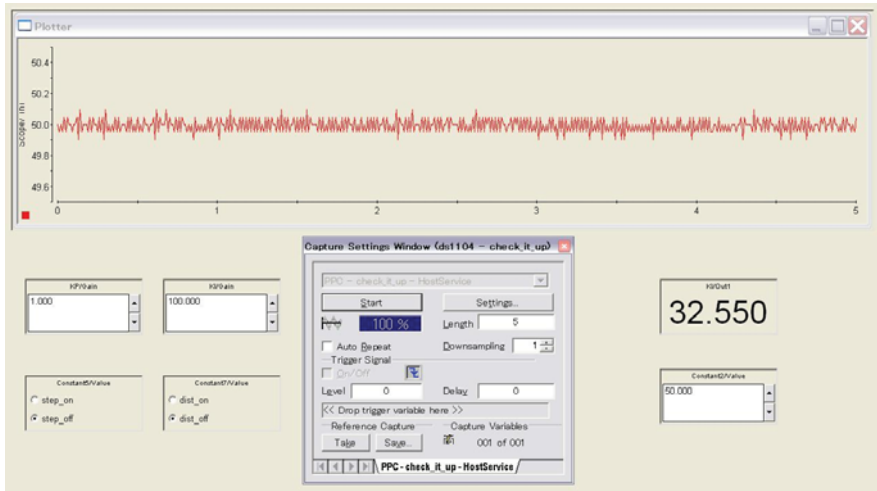 Plotter
50.4
50.2
50.0
49.8
49.6
0 1 2 3 4 5
Capture Settings Window (ds1104 - check_it_up)
PPC - check_it_up - HostService
Start Settings...
100 % Length 5
Auto Repeat Downsampling 1
Trigger Signal
On/Off
Level 0 Delay 0
<< Drop trigger variable here >>
Reference Capture Capture Variables
Take Save... 001 of 001
PPC - check_it_up - HostService
KP/Gain
1.000
KI/Gain
100.000
Constant5/Value
step_on
step_off
Constant7/Value
dist_on
dist_off
32.550
Constant2/Value
50.000